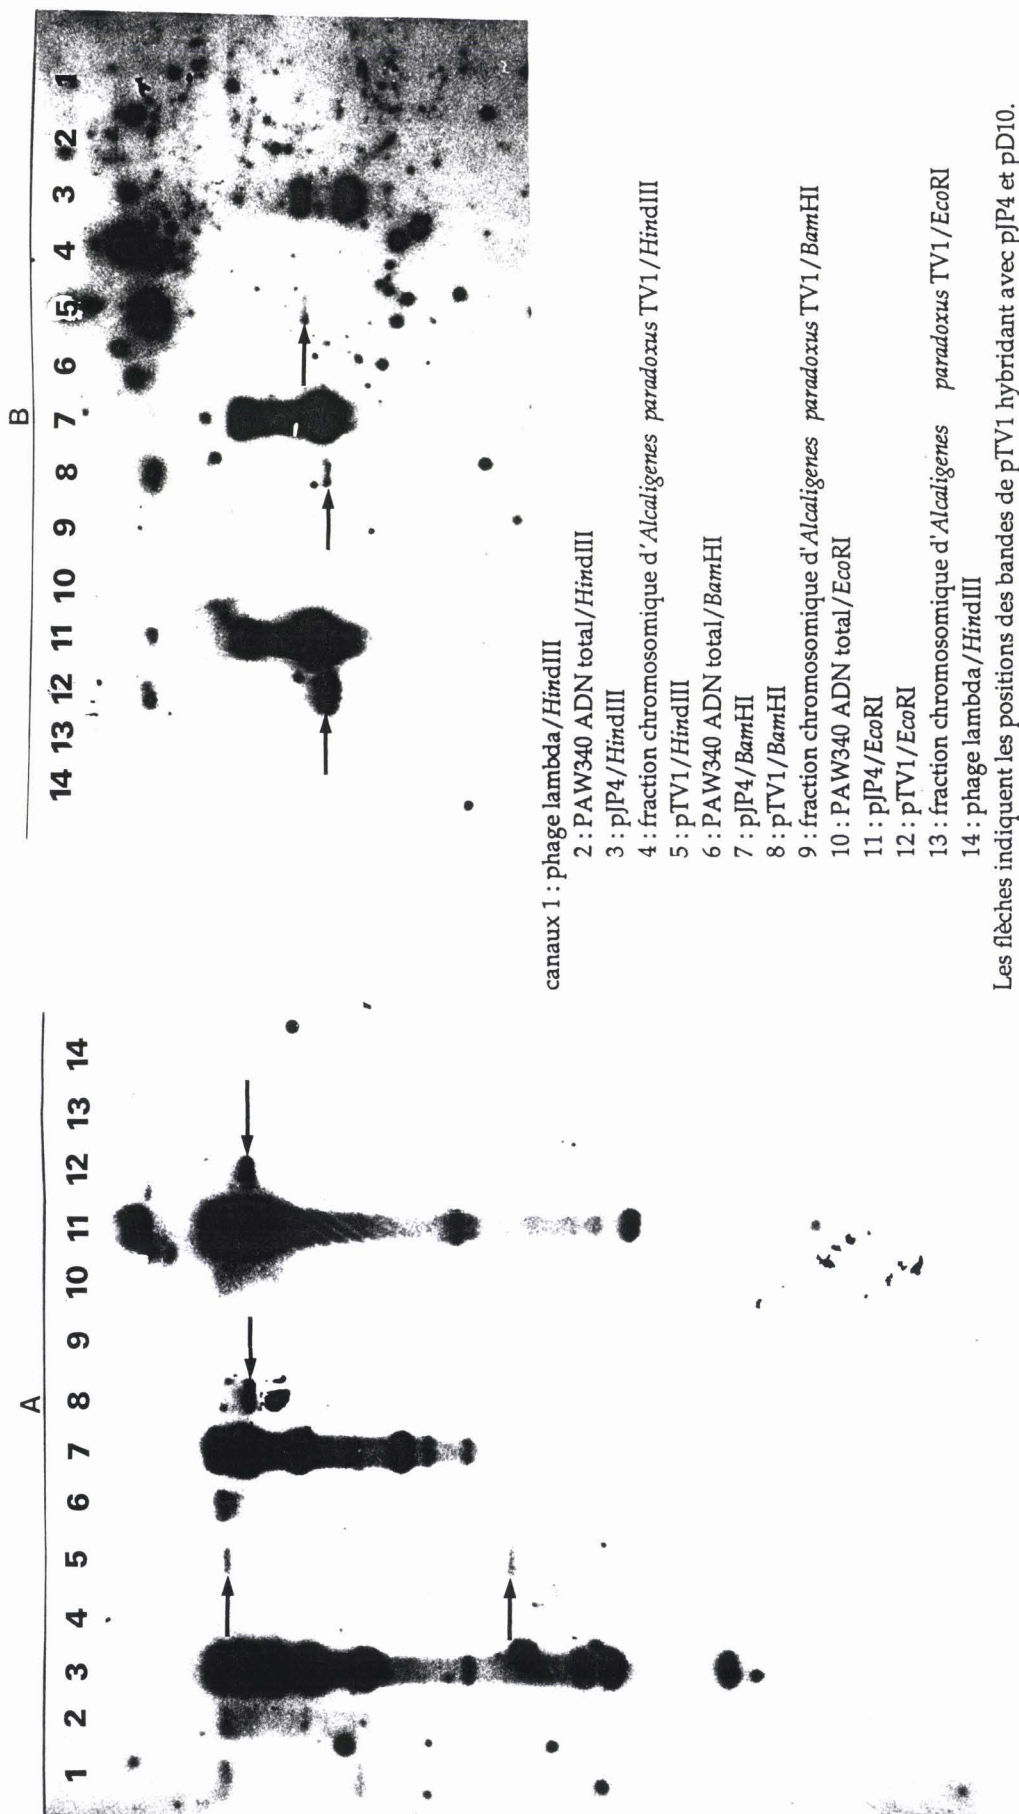 A
1 2 3 4 5 6 7 8 9 10 11 12 13 14
B
14 13 12 11 10 9 8 7 6 5 4 3 2 1
canaux 1 : phage lambda/HindIII
2 : PAW340 ADN total/HindIII
3 : pJP4/HindIII
4 : fraction chromosomique d'Alcaligenes paradoxus TV1/HindIII
5 : pTV1/HindIII
6 : PAW340 ADN total/BamHI
7 : pJP4/BamHI
8 : pTV1/BamHI
9 : fraction chromosomique d'Alcaligenes paradoxus TV1/BamHII
10 : PAW340 ADN total/EcoRI
11 : pJP4/EcoRI
12 : pTV1/EcoRI
13 : fraction chromosomique d'Alcaligenes paradoxus TV1/EcoRI
14 : phage lambda/HindIII
Les flèches indiquent les positions des bandes de pTV1 hybridant avec pJP4 et pD10.